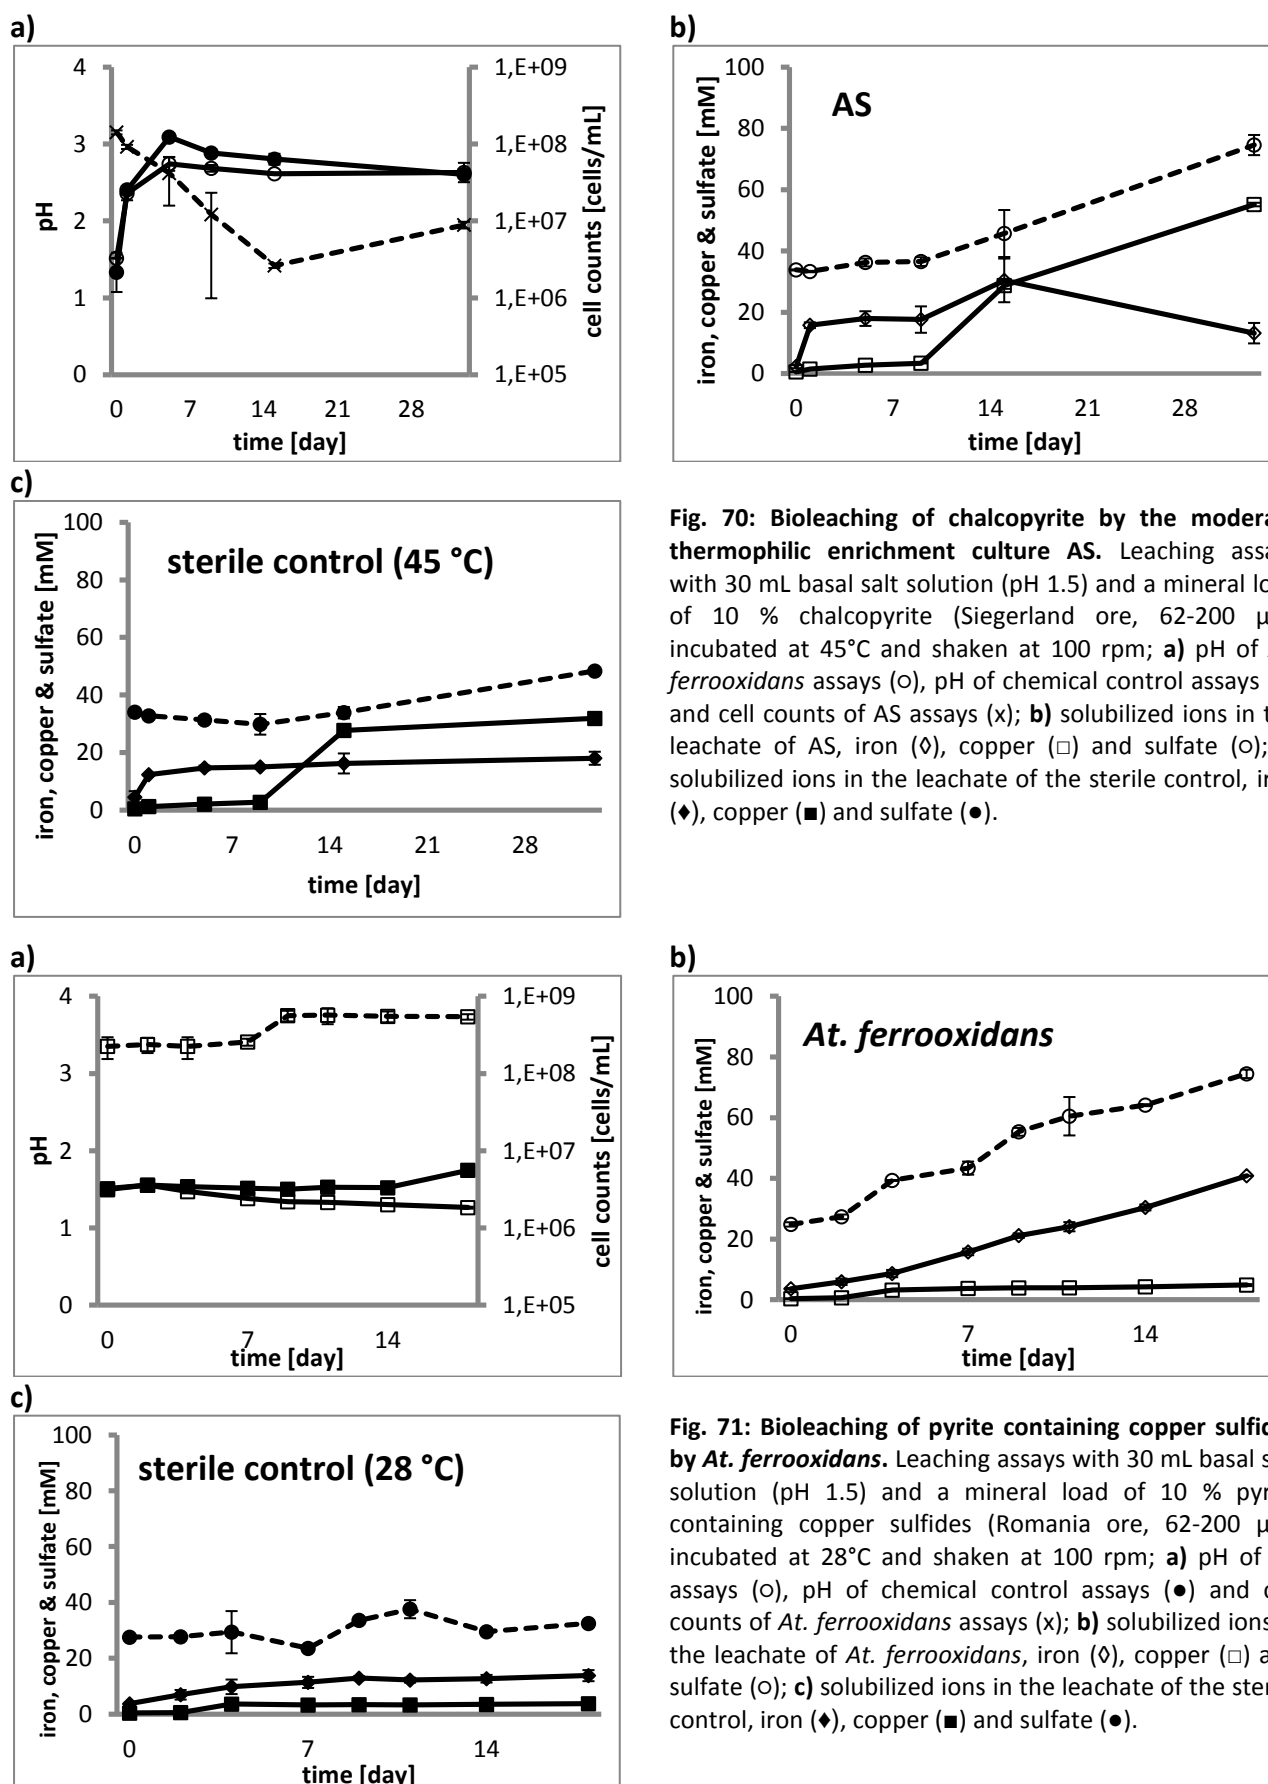 a)
4
3
2
1
0
pH
1,E+09
1,E+08
1,E+07
1,E+06
1,E+05
cell counts [cells/mL]
0 7 14 21 28
time [day]
b)
100
80
60
40
20
0
iron, copper & sulfate [mM]
AS
0 7 14 21 28
time [day]
c)
100
80
60
40
20
0
iron, copper & sulfate [mM]
sterile control (45 °C)
0 7 14 21 28
time [day]
Fig. 70: Bioleaching of chalcopyrite by the
thermophilic enrichment culture AS. Leaching
with 30 mL basal salt solution (pH 1.5) and a mineral
of 10 % chalcopyrite (Siegerland ore, 62-200
incubated at 45°C and shaken at 100 rpm; a) pH of
ferrooxidans assays (○), pH of chemical control assays
and cell counts of AS assays (x); b) solubilized ions in
leachate of AS, iron (◊), copper (□) and sulfate (○);
solubilized ions in the leachate of the sterile control,
(♦), copper (■) and sulfate (●).
a)
4
3
2
1
0
pH
1,E+09
1,E+08
1,E+07
1,E+06
1,E+05
cell counts [cells/mL]
0 7 14
time [day]
b)
100
80
60
40
20
0
iron, copper & sulfate [mM]
At. ferrooxidans
0 7 14
time [day]
c)
100
80
60
40
20
0
iron, copper & sulfate [mM]
sterile control (28 °C)
0 7 14
time [day]
Fig. 71: Bioleaching of pyrite containing copper
by At. ferrooxidans. Leaching assays with 30 mL basal
solution (pH 1.5) and a mineral load of 10 %
containing copper sulfides (Romania ore, 62-200
incubated at 28°C and shaken at 100 rpm; a) pH of
assays (○), pH of chemical control assays (●) and
counts of At. ferrooxidans assays (x); b) solubilized ions
the leachate of At. ferrooxidans, iron (◊), copper (□)
sulfate (○); c) solubilized ions in the leachate of the
control, iron (♦), copper (■) and sulfate (●).